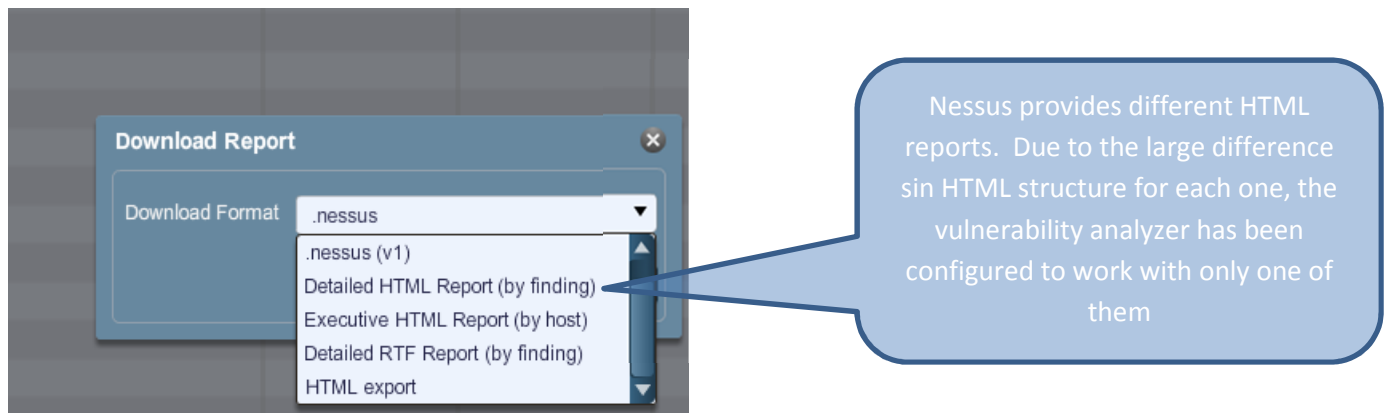 Download Report
Download Format
.nessus
.nessus (v1)
Detailed HTML Report (by finding)
Executive HTML Report (by host)
Detailed RTF Report (by finding)
HTML export
Nessus provides different HTML
reports. Due to the large difference
sin HTML structure for each one, the
vulnerability analyzer has been
configured to work with only one of
them